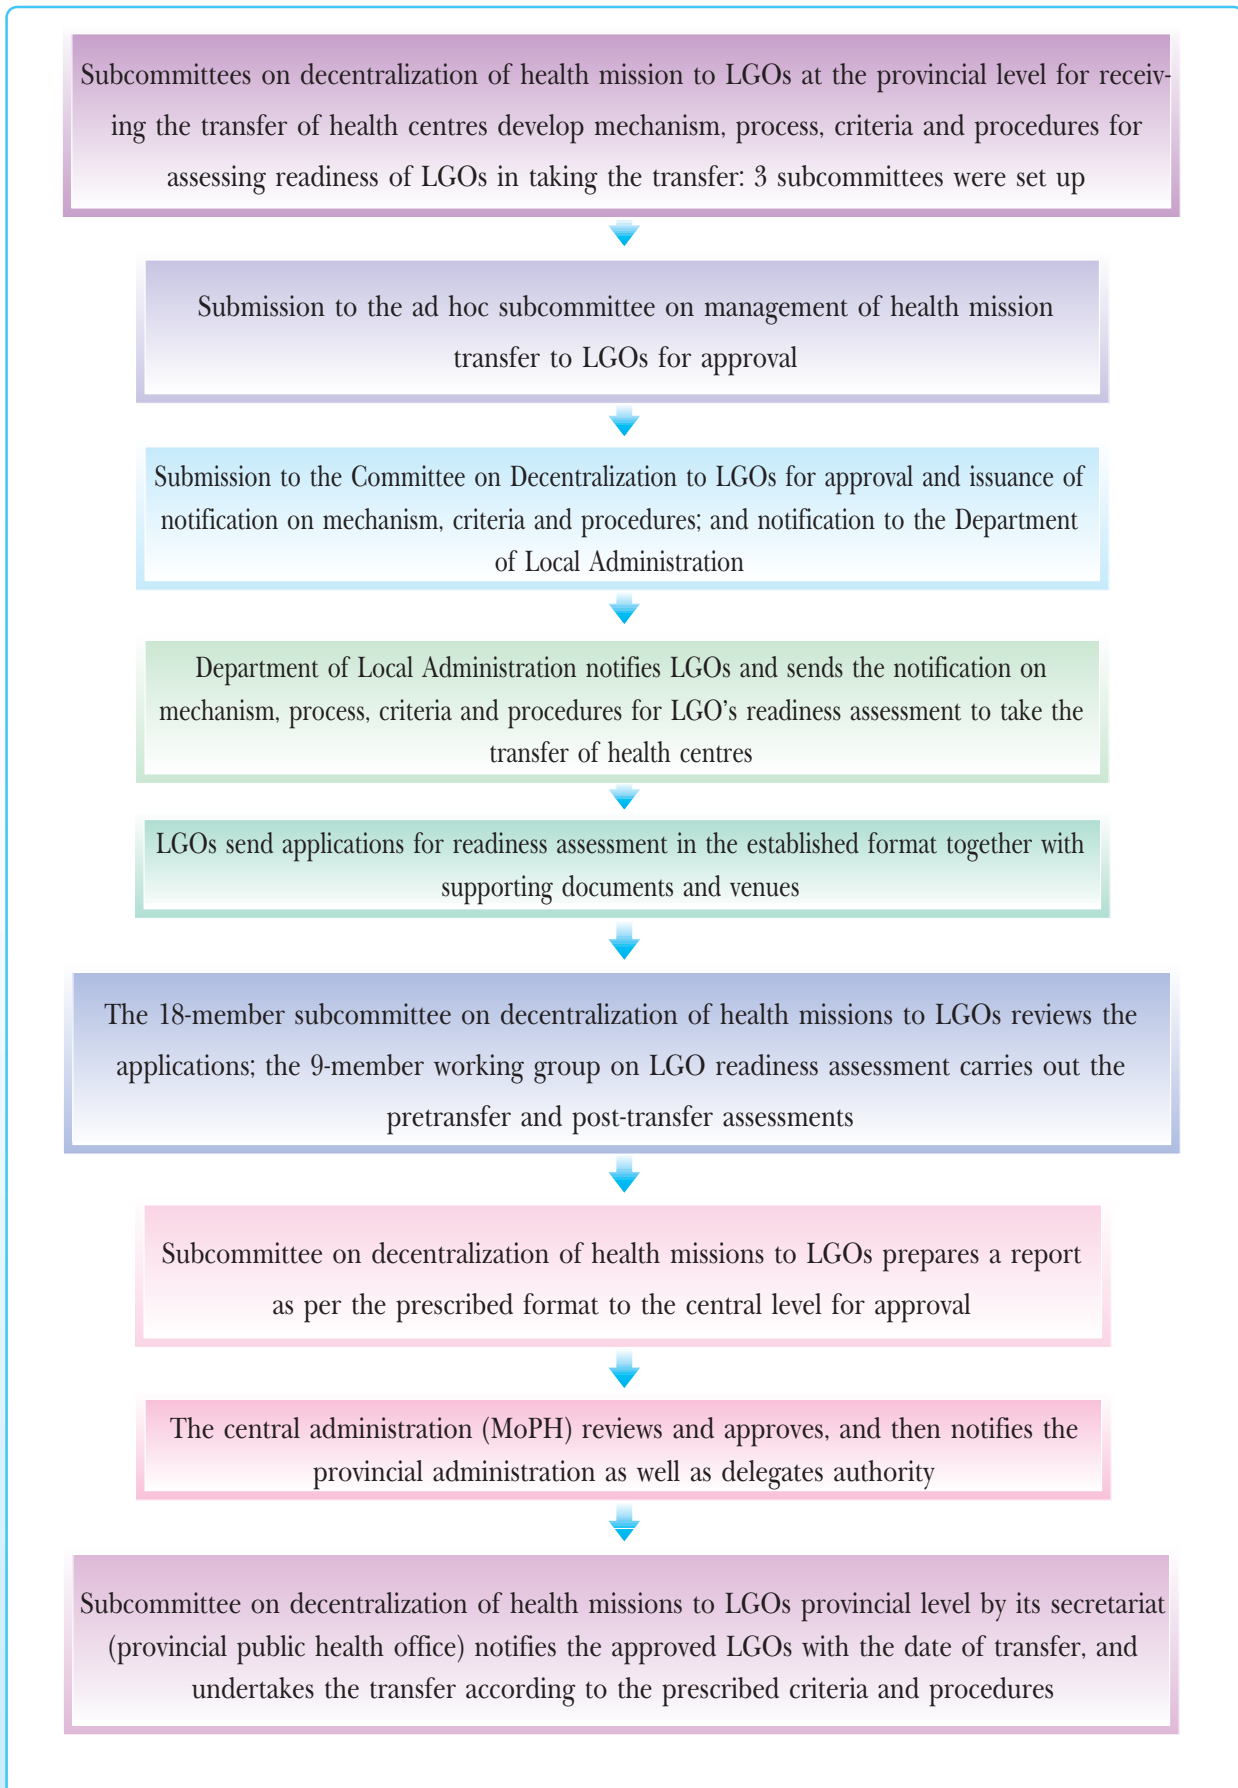 Subcommittees on decentralization of health mission to LGOs at the provincial level for receiv-
ing the transfer of health centres develop mechanism, process, criteria and procedures for
assessing readiness of LGOs in taking the transfer: 3 subcommittees were set up
Submission to the ad hoc subcommittee on management of health mission
transfer to LGOs for approval
Submission to the Committee on Decentralization to LGOs for approval and issuance of
notification on mechanism, criteria and procedures; and notification to the Department
of Local Administration
Department of Local Administration notifies LGOs and sends the notification on
mechanism, process, criteria and procedures for LGO’s readiness assessment to take the
transfer of health centres
LGOs send applications for readiness assessment in the established format together with
supporting documents and venues
The 18-member subcommittee on decentralization of health missions to LGOs reviews the
applications; the 9-member working group on LGO readiness assessment carries out the
pretransfer and post-transfer assessments
Subcommittee on decentralization of health missions to LGOs prepares a report
as per the prescribed format to the central level for approval
The central administration (MoPH) reviews and approves, and then notifies the
provincial administration as well as delegates authority
Subcommittee on decentralization of health missions to LGOs provincial level by its secretariat
(provincial public health office) notifies the approved LGOs with the date of transfer, and
undertakes the transfer according to the prescribed criteria and procedures